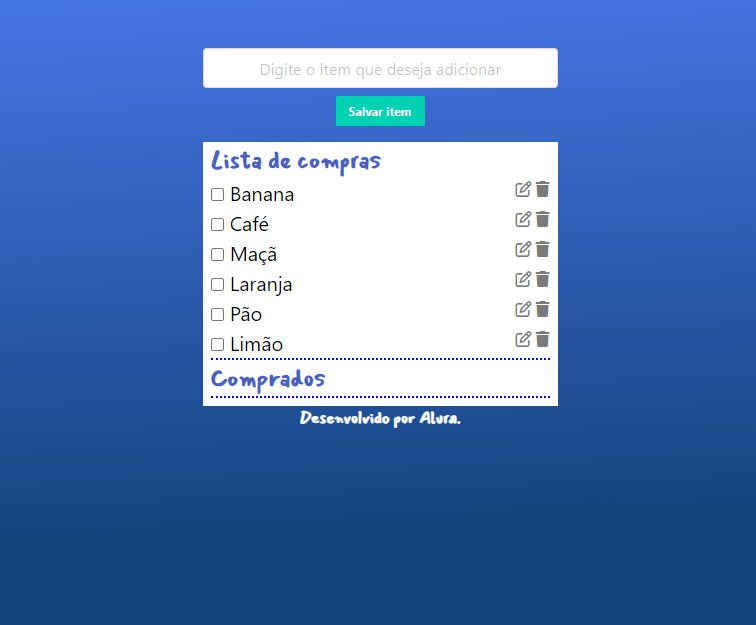 Digite o item que deseja adicionar
Salvar item
Lista de compras
Banana
Café
Maçã
Laranja
Pão
Limão
Comprados
Desenvolvido por Alura.